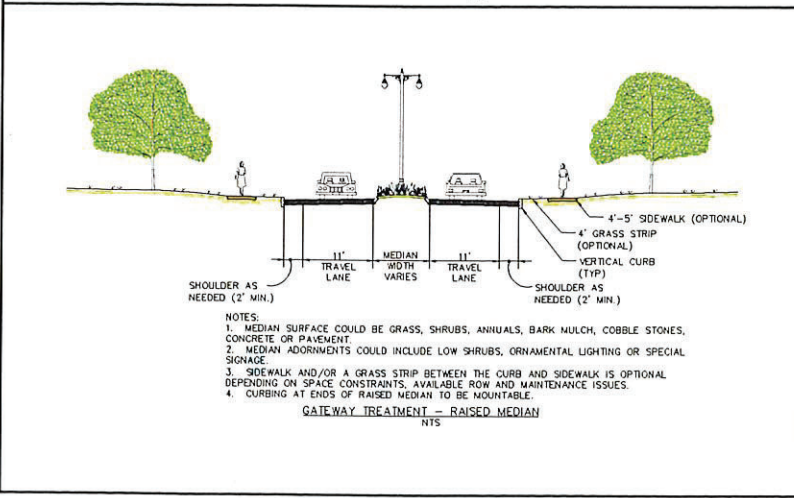 4'-5' SIDEWALK (OPTIONAL)
4' GRASS STRIP
(OPTIONAL)
VERTICAL CURB
(TYP)
11'
TRAVEL
LANE
MEDIAN
WIDTH
VARIES
11'
TRAVEL
LANE
SHOULDER AS
NEEDED (2' MIN.)
SHOULDER AS
NEEDED (2' MIN.)
NOTES:
1. MEDIAN SURFACE COULD BE GRASS, SHRUBS, ANNUALS, BARK MULCH, COBBLE STONES,
CONCRETE OR PAVEMENT.
2. MEDIAN ADORNMENTS COULD INCLUDE LOW SHRUBS, ORNAMENTAL LIGHTING OR SPECIAL
SIGNAGE.
3. SIDEWALK AND/OR A GRASS STRIP BETWEEN THE CURB AND SIDEWALK IS OPTIONAL
DEPENDING ON SPACE CONSTRAINTS, AVAILABLE ROW AND MAINTENANCE ISSUES.
4. CURBING AT ENDS OF RAISED MEDIAN TO BE MOUNTABLE.
GATEWAY TREATMENT – RAISED MEDIAN
NTS